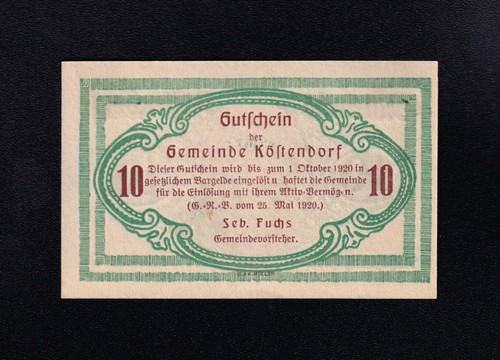 Gutschein
der
Gemeinde Köstendorf
Dieser Gutschein wird bis zum 1 Oktober 1920 in
gesetzlichem Bargelde eingelöst u haftet die Gemeinde
für die Einlösung mit ihrem Aktiv-Vermög.n.
(G.-R.-B. vom 25. Mai 1920.)
10
10
Seb. Fuchs
Gemeindevorsteher.